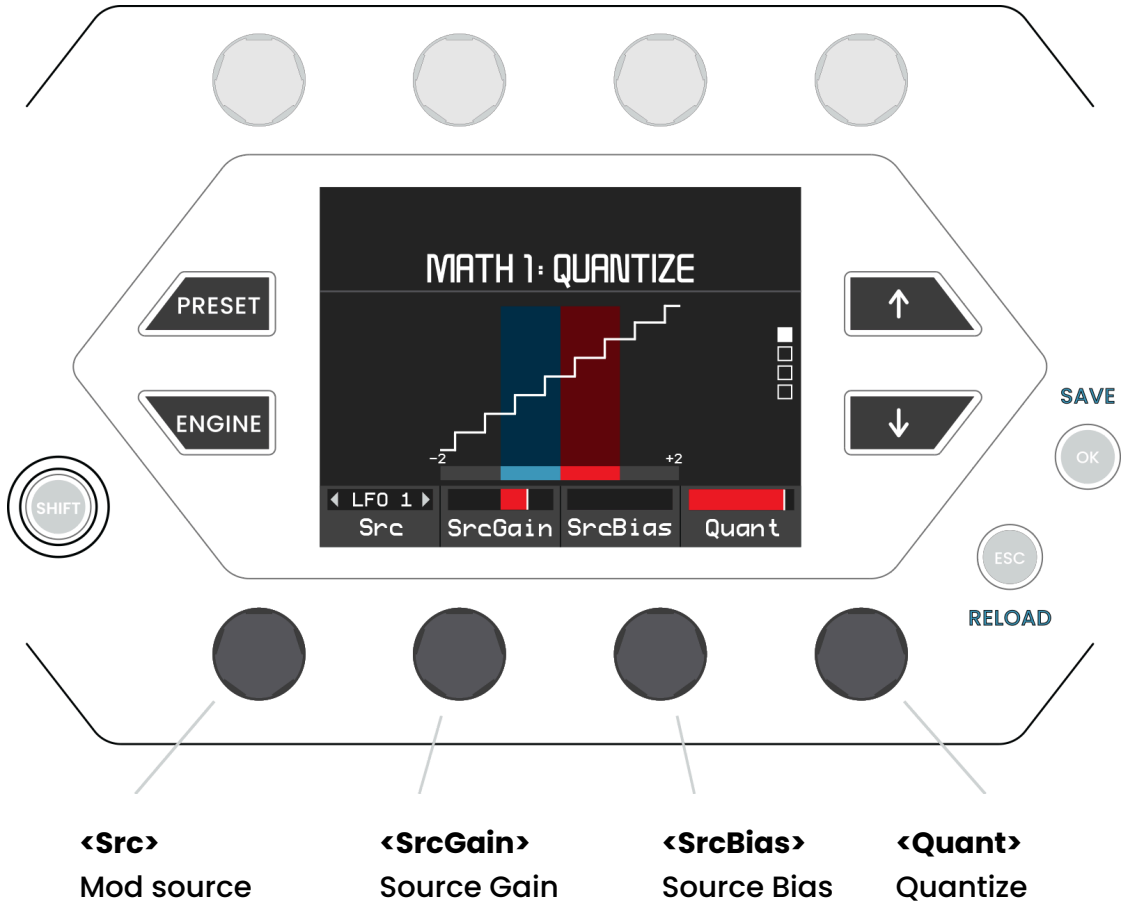 MATH 1: QUANTIZE
PRESET
↑
ENGINE
↓
SAVE
OK
SHIFT
-2
+2
LFO 1
Src
SrcGain
SrcBias
Quant
ESC
RELOAD
<Src>
Mod source
<SrcGain>
Source Gain
<SrcBias>
Source Bias
<Quant>
Quantize